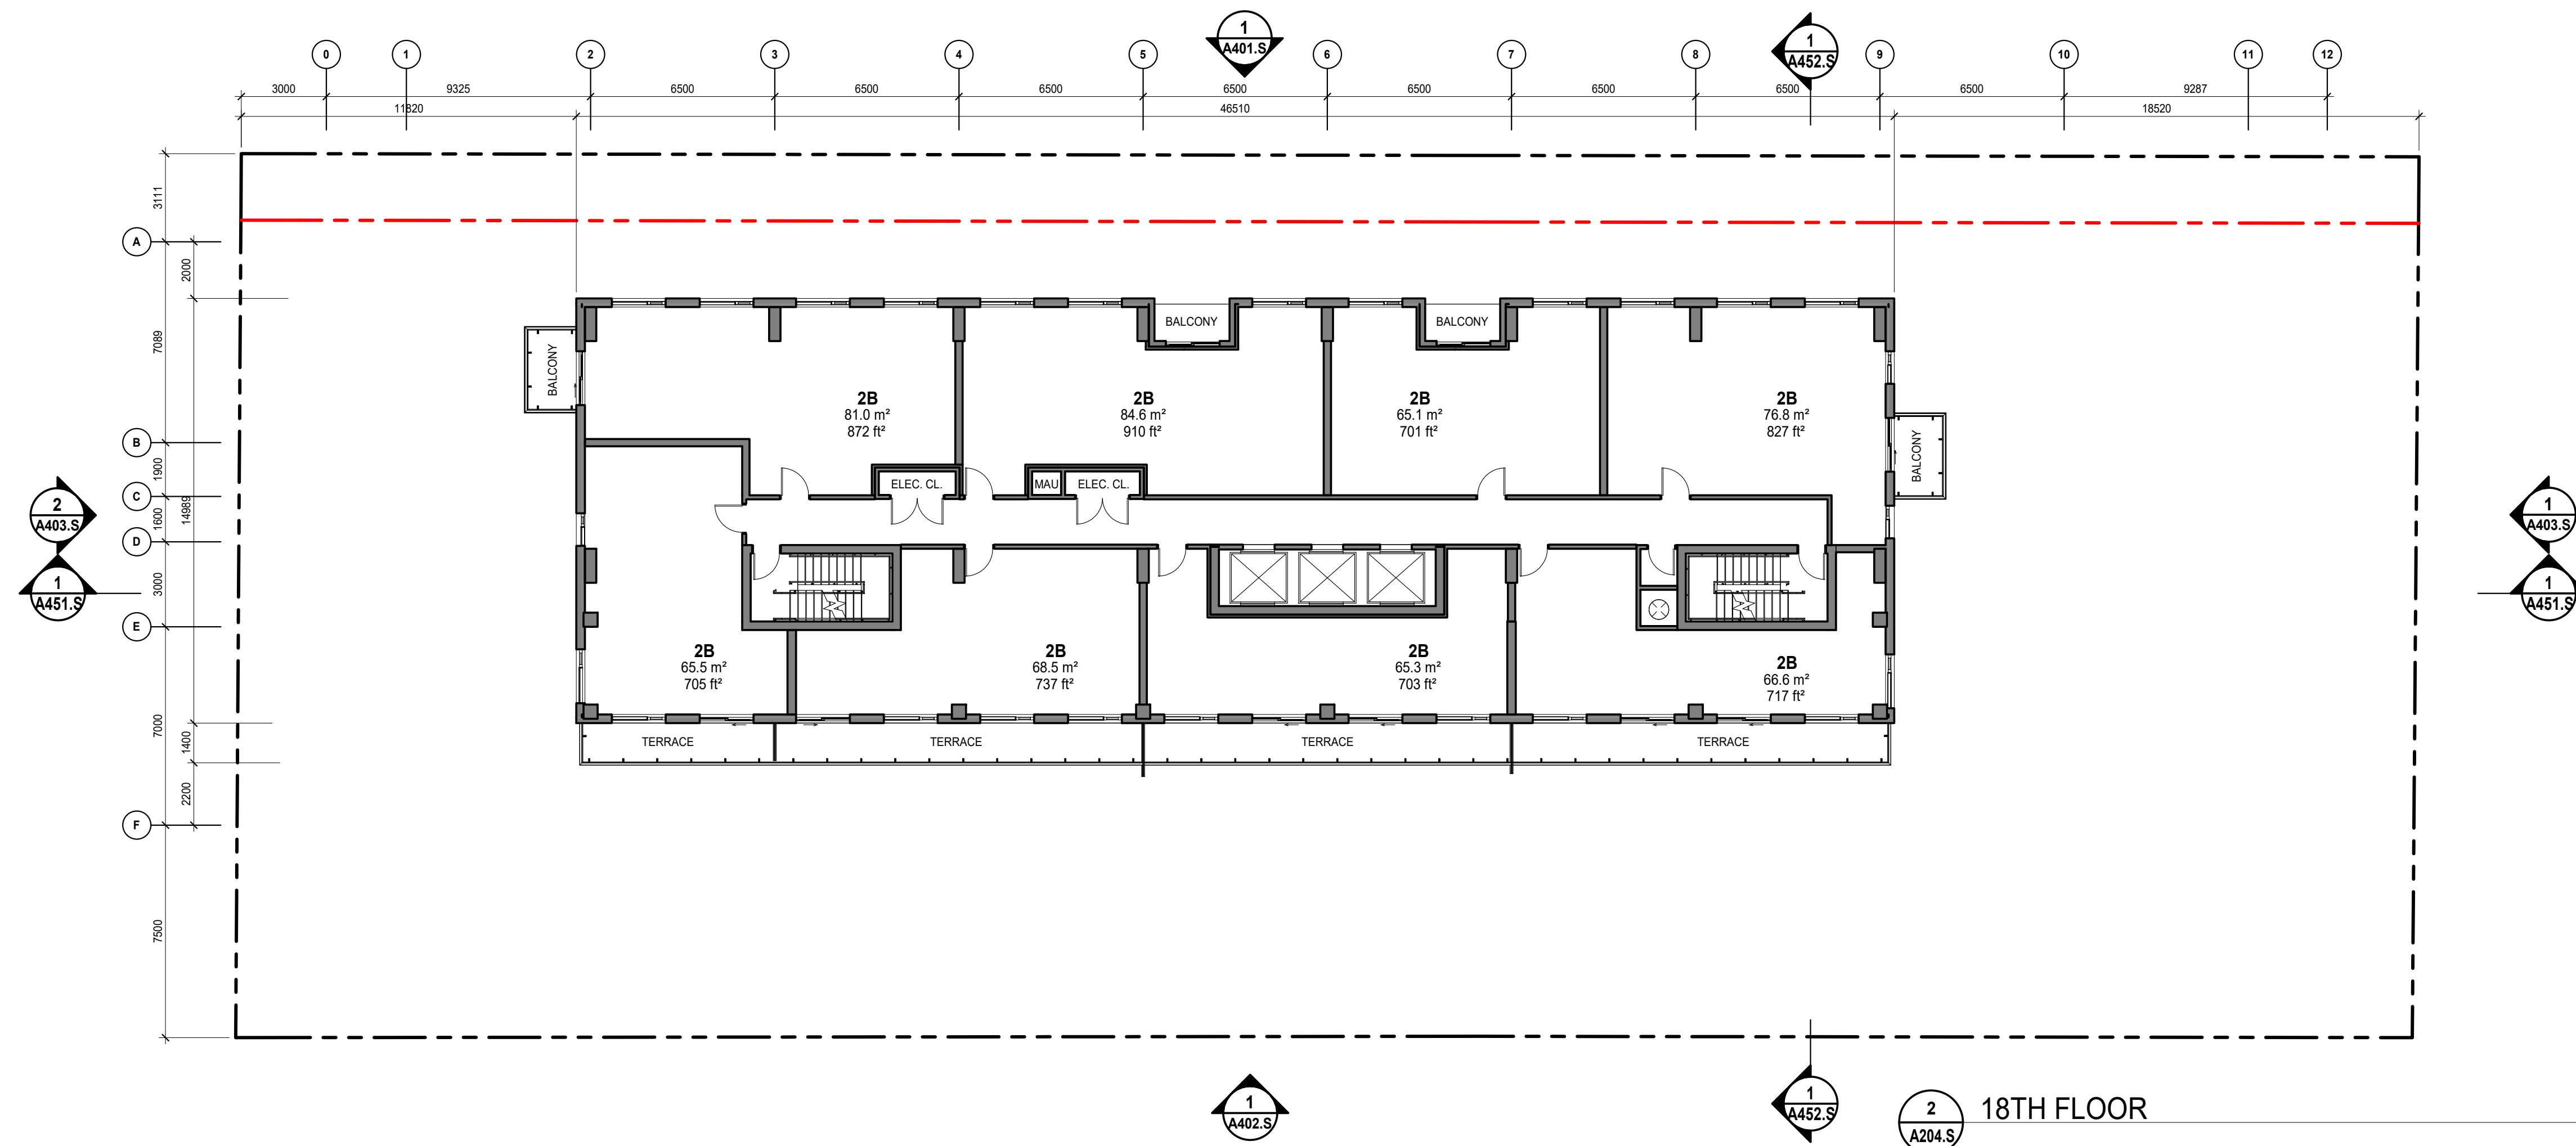 1
A401.S
1
A452.S
0
1
2
3
4
5
6
7
8
9
10
11
12
3000
9325
6500
6500
6500
6500
6500
6500
6500
6500
9287
11820
46510
18520
3111
A
2000
7089
B
1900
C
14989
1600
D
3000
E
7000
1400
2200
F
7500
2
A403.S
1
A451.S
1
A403.S
1
A451.S
BALCONY
BALCONY
BALCONY
BALCONY
2B
81.0 m²
872 ft²
2B
84.6 m²
910 ft²
2B
65.1 m²
701 ft²
2B
76.8 m²
827 ft²
ELEC. CL.
MAU
ELEC. CL.
2B
65.5 m²
705 ft²
2B
68.5 m²
737 ft²
2B
65.3 m²
703 ft²
2B
66.6 m²
717 ft²
TERRACE
TERRACE
TERRACE
TERRACE
1
A402.S
1
A452.S
2
A204.S
18TH FLOOR